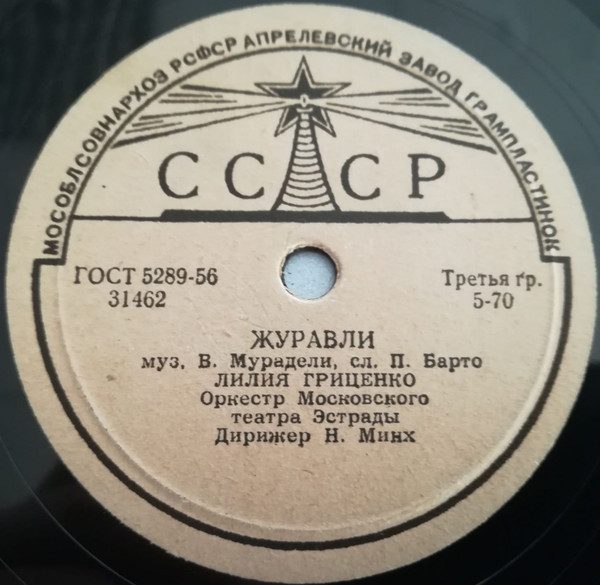 МОСОБЛСОВНАРХОЗ РСФСР АПРЕЛЕВСКИЙ ЗАВОД ГРАМПЛАСТИНОК
СССР
ГОСТ 5289-56
31462
Третья гр.
5-70
ЖУРАВЛИ
муз. В. Мурадели, сл. П. Барто
ЛИЛИЯ ГРИЦЕНКО
Оркестр Московского
театра Эстрады
Дирижер Н. Минх